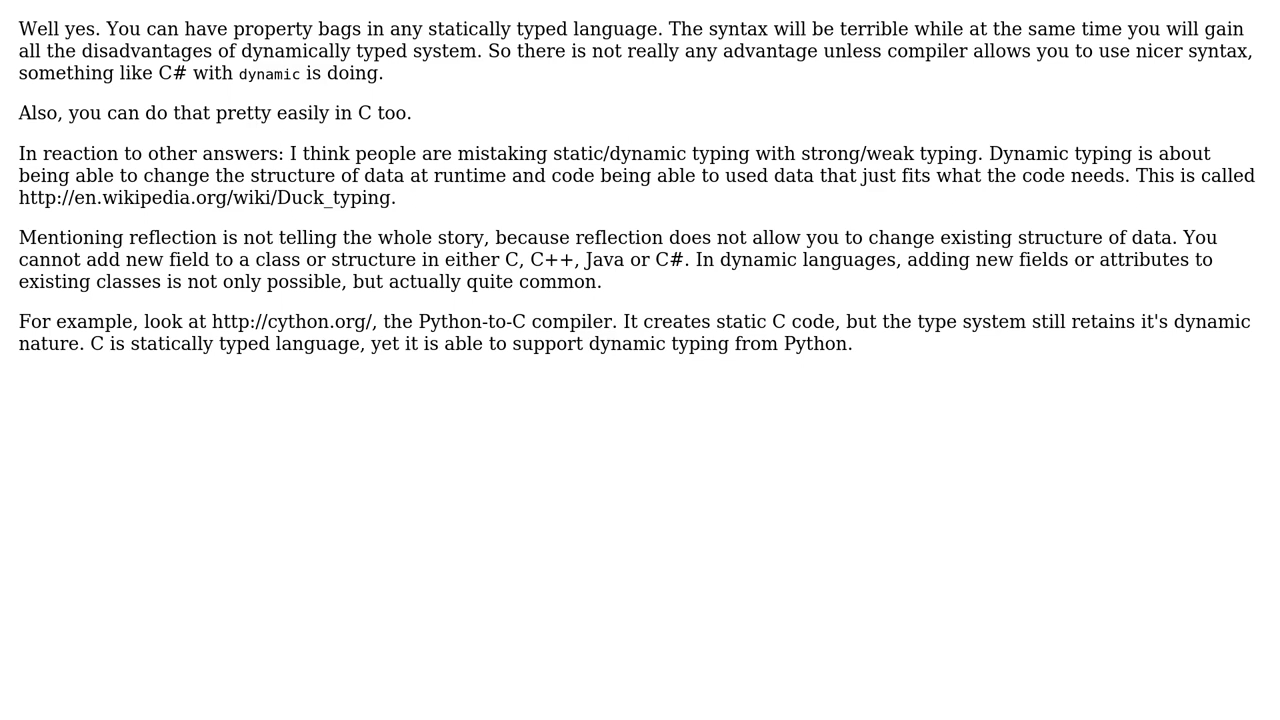 Well yes. You can have property bags in any statically typed language. The syntax will be terrible while at the same time you will gain
all the disadvantages of dynamically typed system. So there is not really any advantage unless compiler allows you to use nicer syntax,
something like C# with dynamic is doing.
Also, you can do that pretty easily in C too.
In reaction to other answers: I think people are mistaking static/dynamic typing with strong/weak typing. Dynamic typing is about
being able to change the structure of data at runtime and code being able to used data that just fits what the code needs. This is called
http://en.wikipedia.org/wiki/Duck_typing.
Mentioning reflection is not telling the whole story, because reflection does not allow you to change existing structure of data. You
cannot add new field to a class or structure in either C, C++, Java or C#. In dynamic languages, adding new fields or attributes to
existing classes is not only possible, but actually quite common.
For example, look at http://cython.org/, the Python-to-C compiler. It creates static C code, but the type system still retains it's dynamic
nature. C is statically typed language, yet it is able to support dynamic typing from Python.